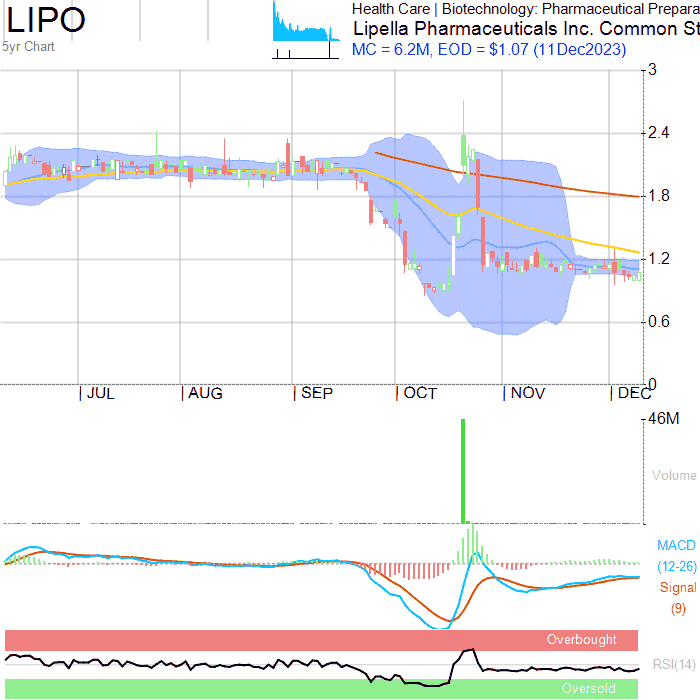 LIPO
5yr Chart
Health Care | Biotechnology: Pharmaceutical Prepara
Lipella Pharmaceuticals Inc. Common St
MC = 6.2M, EOD = $1.07 (11Dec2023)
3
2.4
1.8
1.2
0.6
0
JUL
AUG
SEP
OCT
NOV
DEC
46M
Volume
MACD
(12-26)
Signal
(9)
Overbought
RSI(14)
Oversold